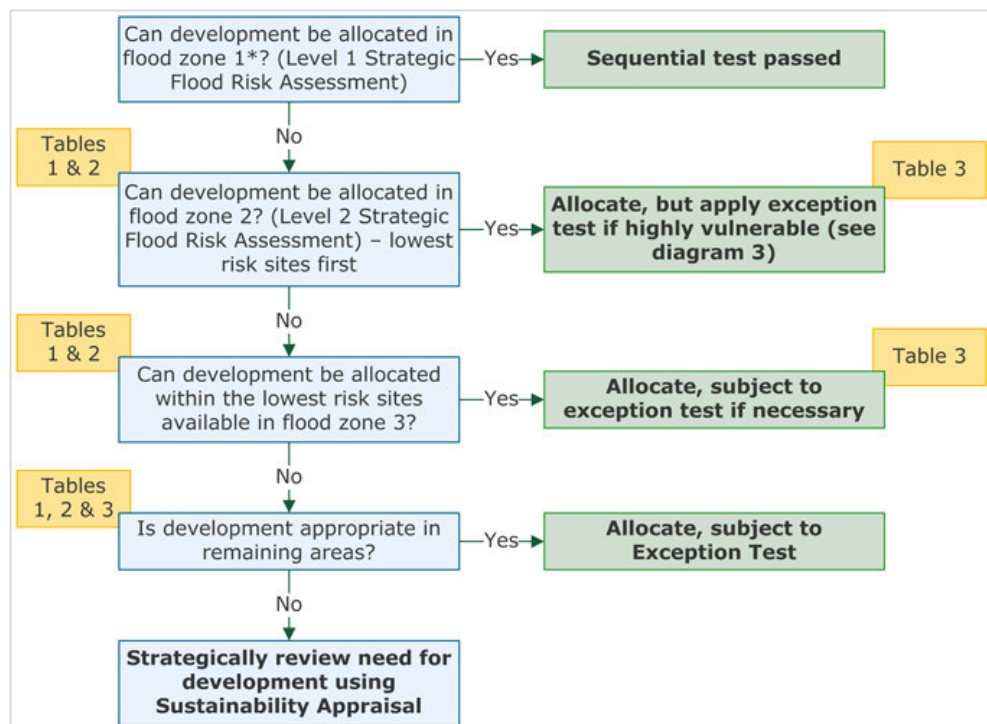 Can development be allocated in
flood zone 1*? (Level 1 Strategic
Flood Risk Assessment)
Yes
Sequential test passed
No
Tables
1 & 2
Table 3
Can development be allocated in
flood zone 2? (Level 2 Strategic
Flood Risk Assessment) – lowest
risk sites first
Yes
Allocate, but apply exception
test if highly vulnerable (see
diagram 3)
No
Tables
1 & 2
Table 3
Can development be allocated
within the lowest risk sites
available in flood zone 3?
Yes
Allocate, subject to
exception test if necessary
No
Tables
1, 2 & 3
Is development appropriate in
remaining areas?
Yes
Allocate, subject to
Exception Test
No
Strategically review need for
development using
Sustainability Appraisal